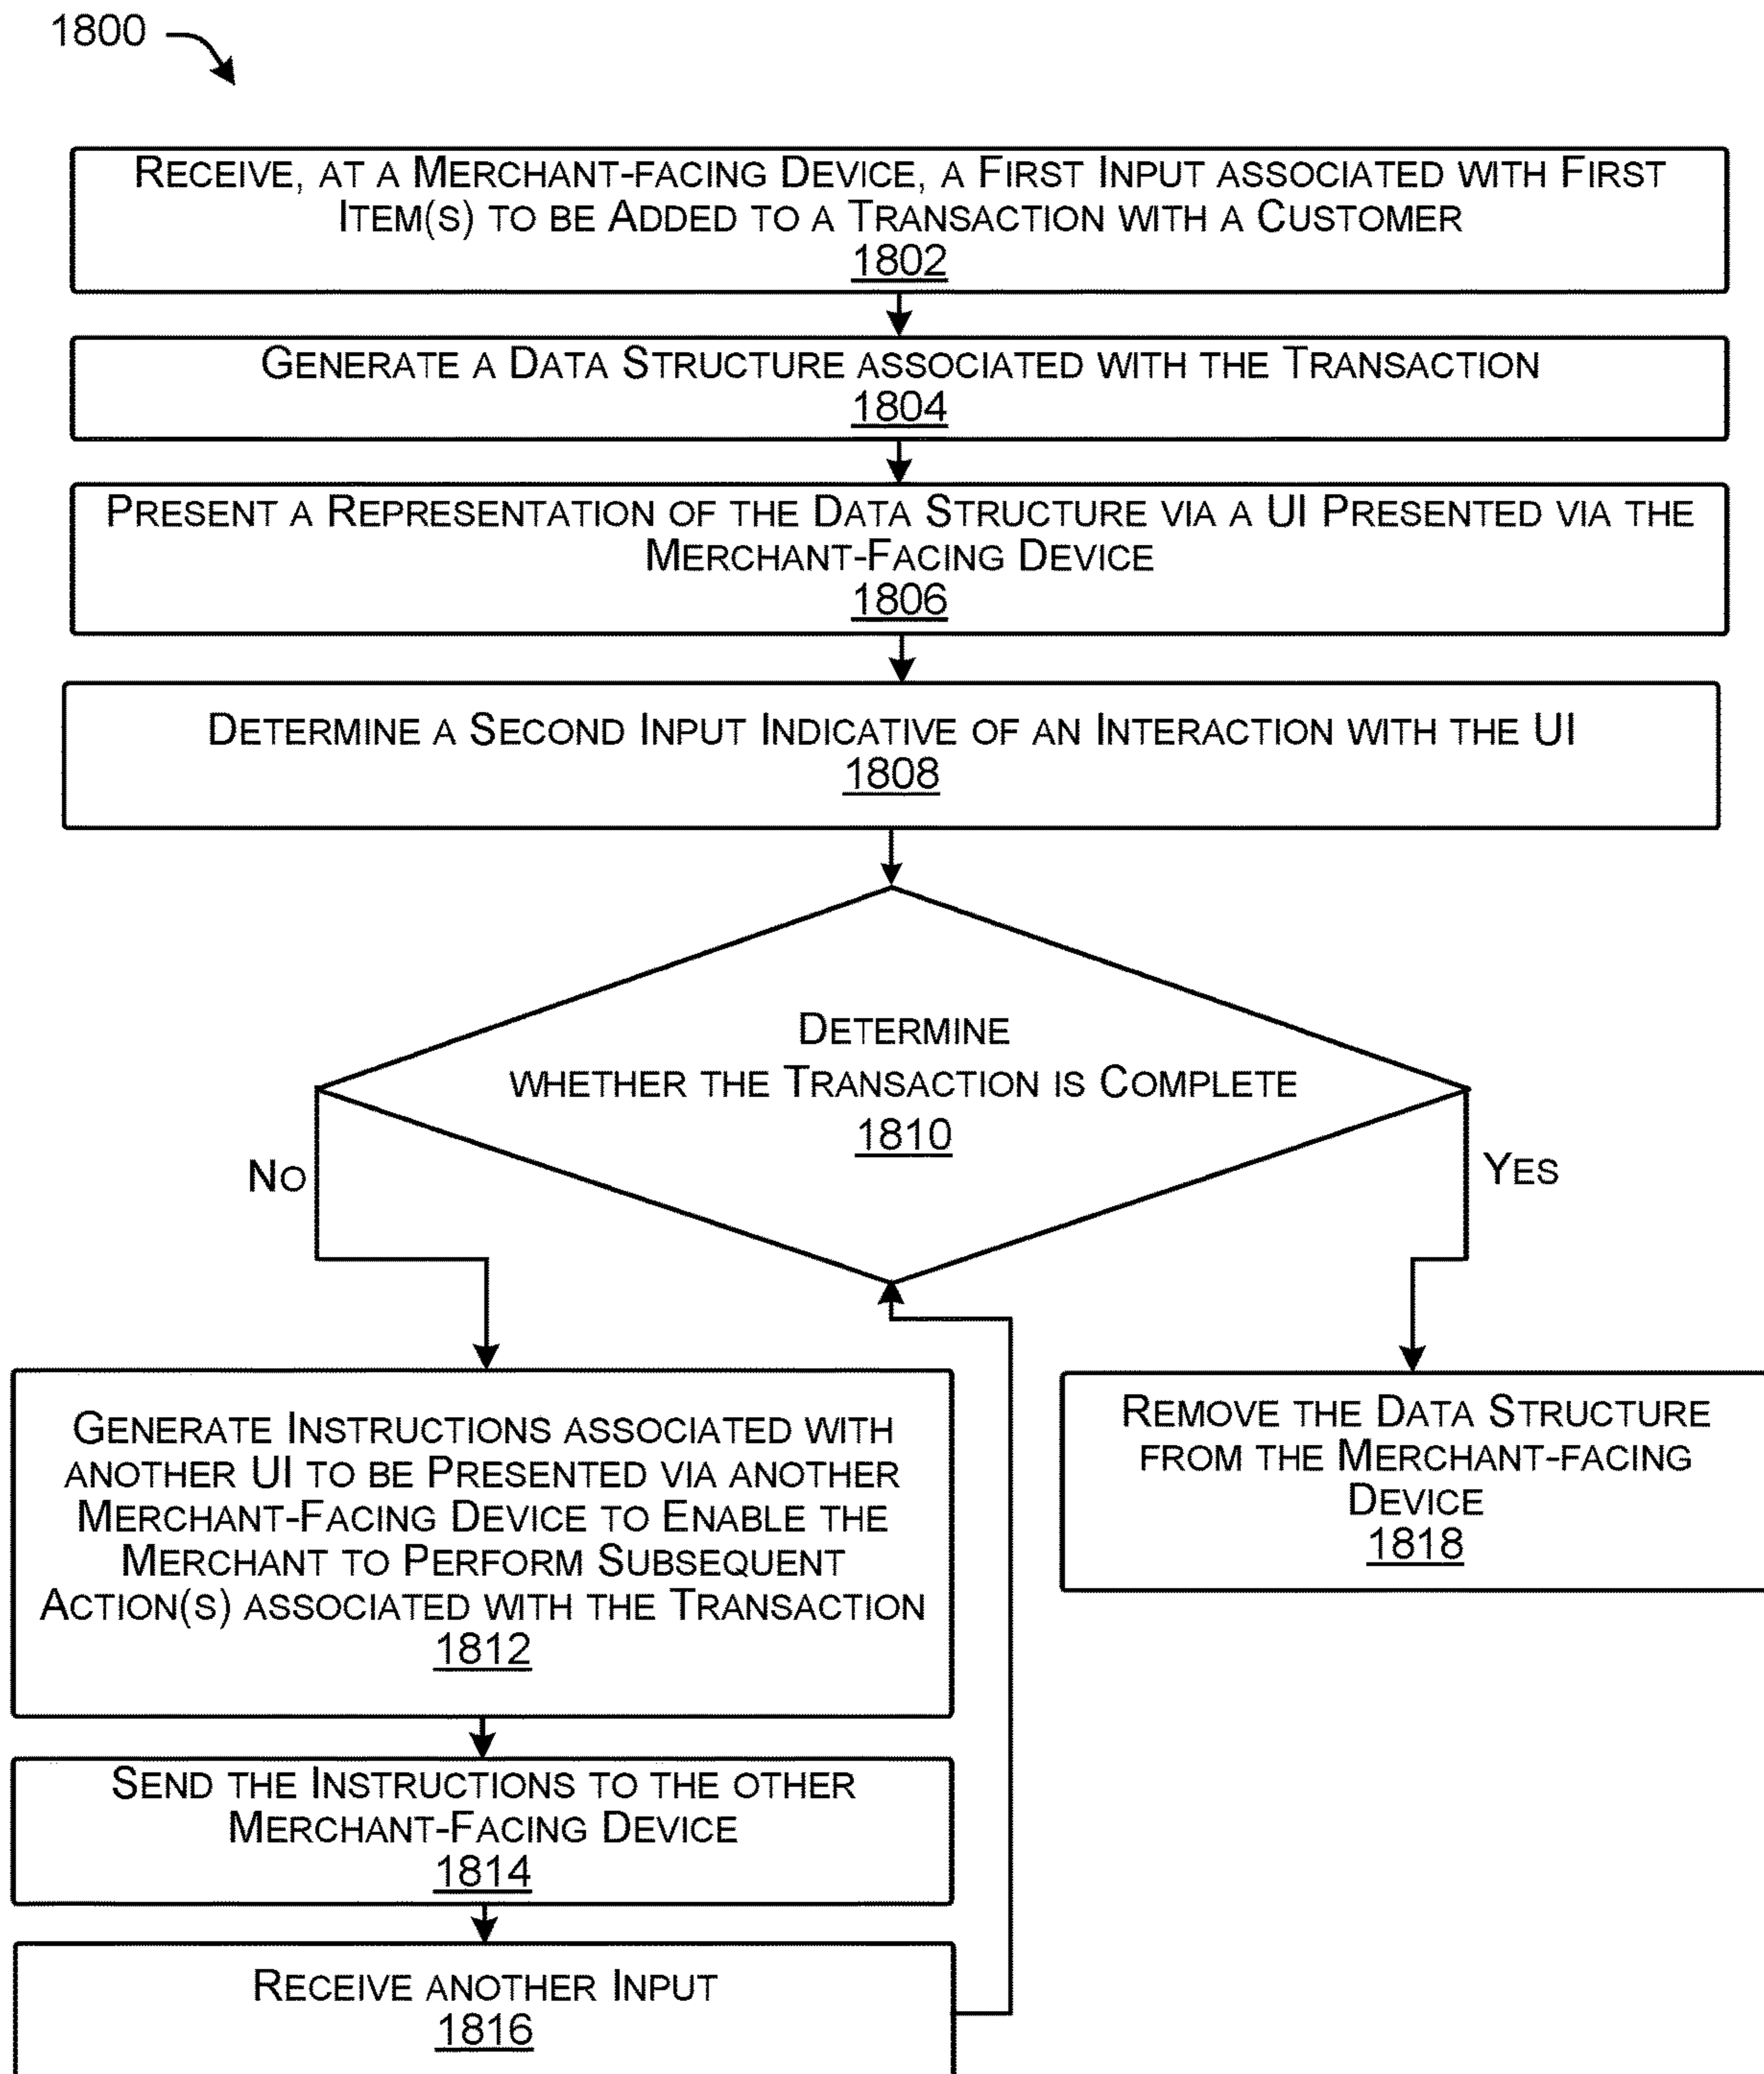 1800
RECEIVE, AT A MERCHANT-FACING DEVICE, A FIRST INPUT ASSOCIATED WITH FIRST
ITEM(S) TO BE ADDED TO A TRANSACTION WITH A CUSTOMER
1802
GENERATE A DATA STRUCTURE ASSOCIATED WITH THE TRANSACTION
1804
PRESENT A REPRESENTATION OF THE DATA STRUCTURE VIA A UI PRESENTED VIA THE
MERCHANT-FACING DEVICE
1806
DETERMINE A SECOND INPUT INDICATIVE OF AN INTERACTION WITH THE UI
1808
DETERMINE
WHETHER THE TRANSACTION IS COMPLETE
1810
NO
YES
GENERATE INSTRUCTIONS ASSOCIATED WITH
ANOTHER UI TO BE PRESENTED VIA ANOTHER
MERCHANT-FACING DEVICE TO ENABLE THE
MERCHANT TO PERFORM SUBSEQUENT
ACTION(S) ASSOCIATED WITH THE TRANSACTION
1812
REMOVE THE DATA STRUCTURE
FROM THE MERCHANT-FACING
DEVICE
1818
SEND THE INSTRUCTIONS TO THE OTHER
MERCHANT-FACING DEVICE
1814
RECEIVE ANOTHER INPUT
1816